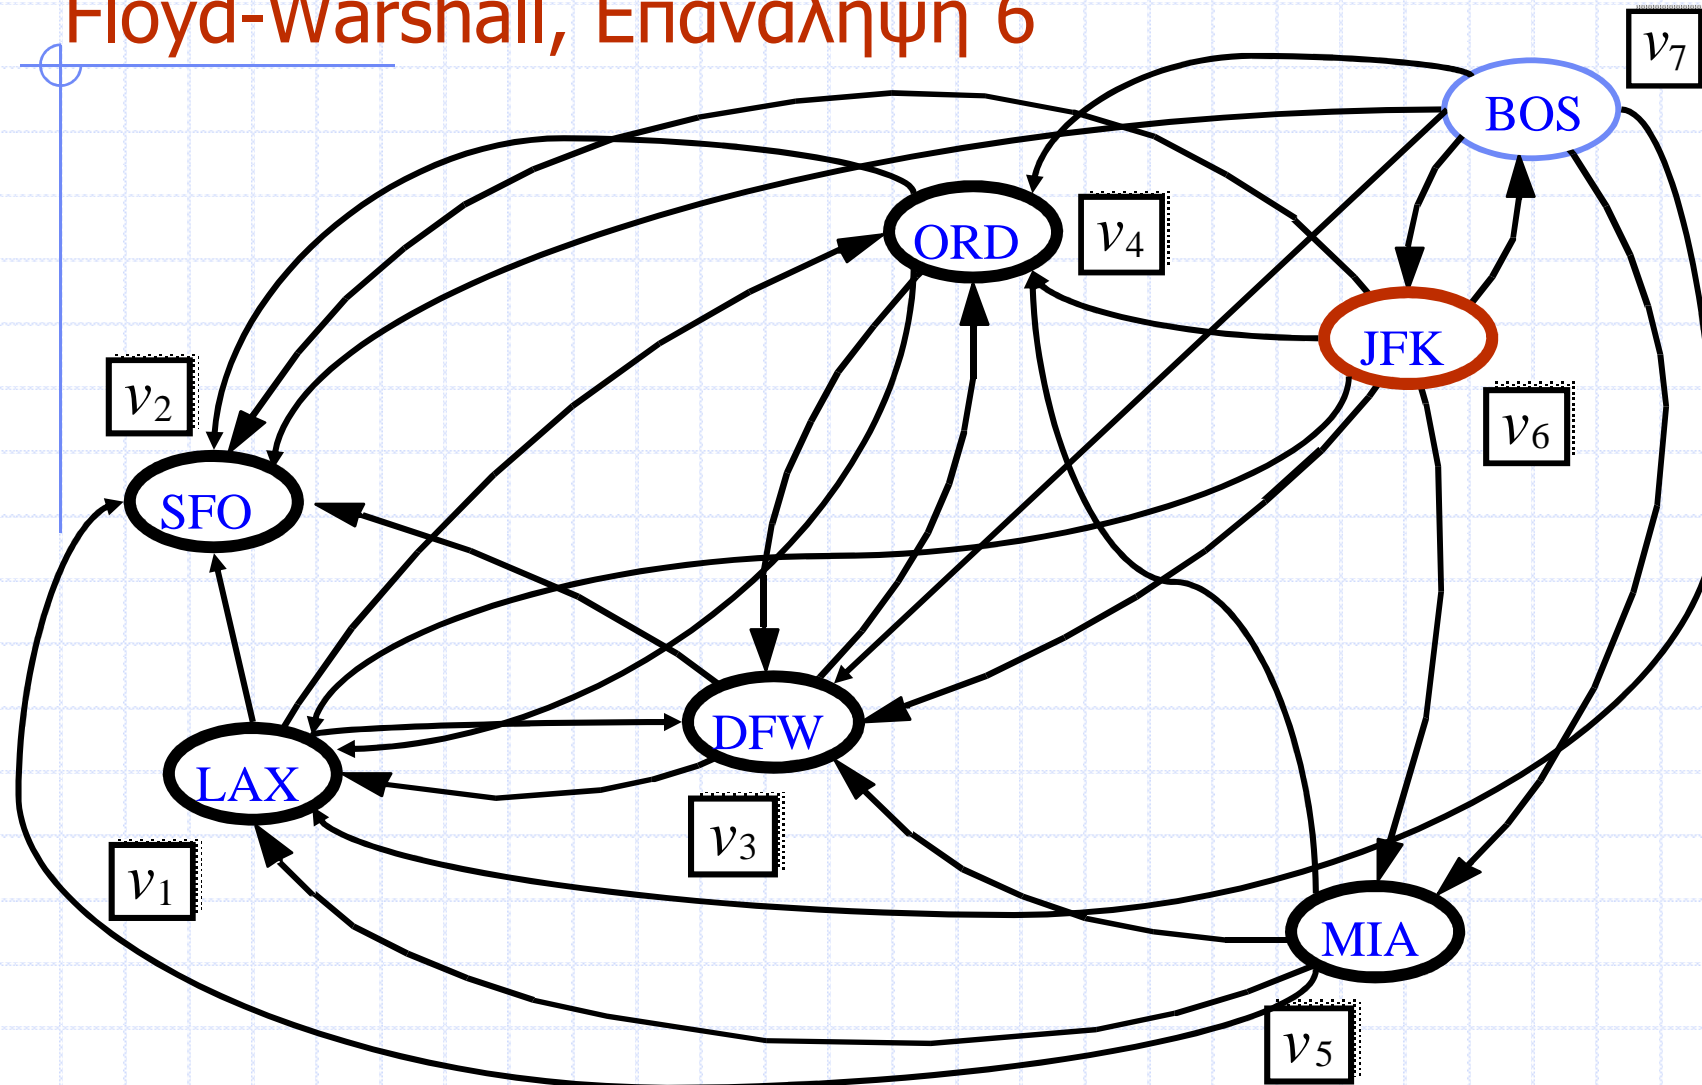 Floyd-Warshall, Επανάληψη 6
v7
BOS
ORD
v4
JFK
v2
v6
SFO
DFW
LAX
v3
v1
MIA
v5